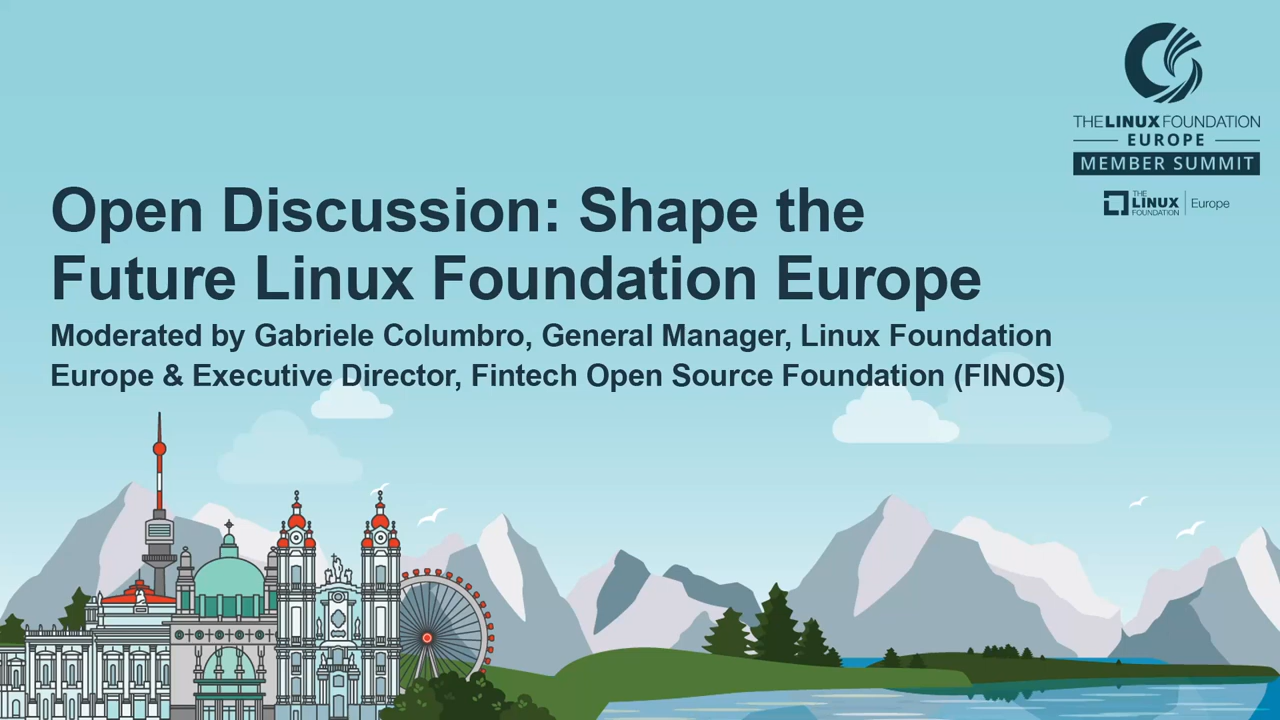 THE LINUX FOUNDATION
EUROPE
MEMBER SUMMIT
THE LINUX FOUNDATION Europe
Open Discussion: Shape the
Future Linux Foundation Europe
Moderated by Gabriele Columbro, General Manager, Linux Foundation
Europe & Executive Director, Fintech Open Source Foundation (FINOS)